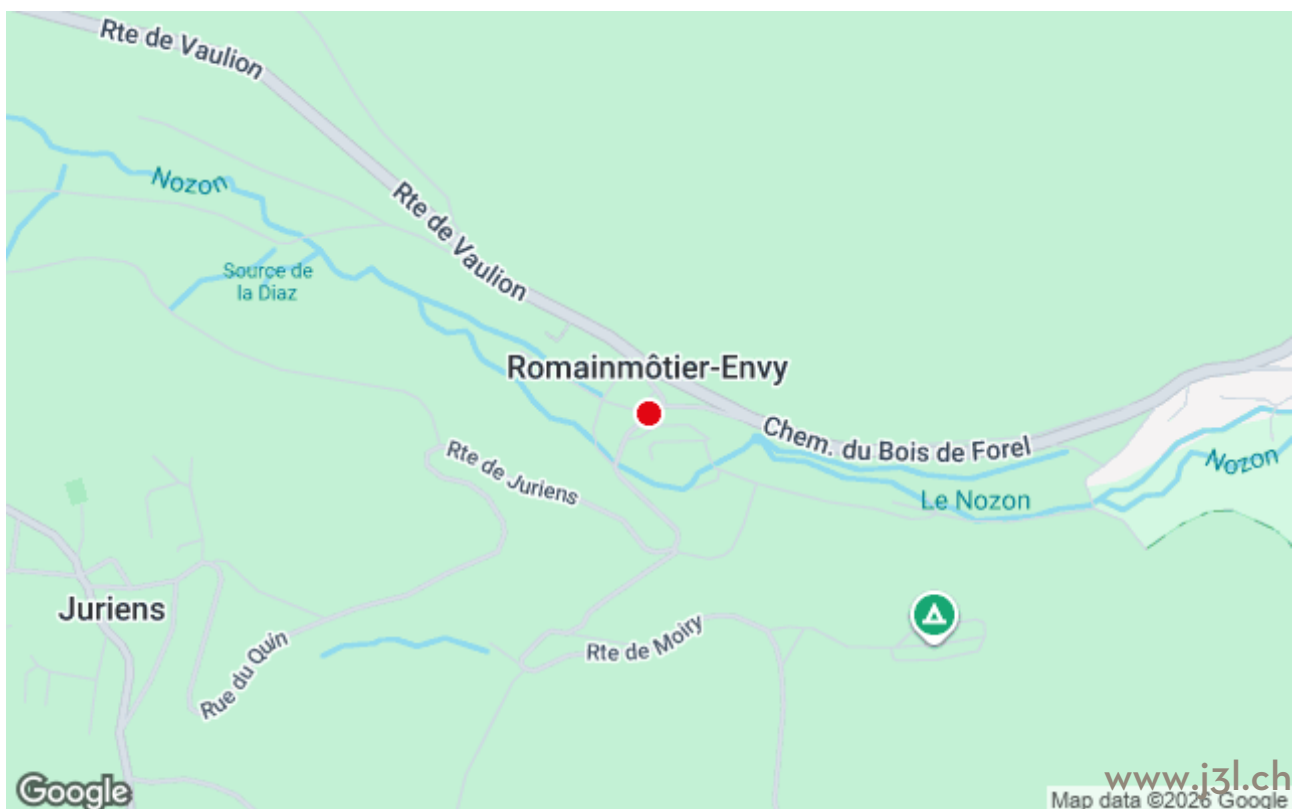 Rte de Vaulion
Nozon
Rte de Vaulion
Source de
la Diaz
Romainmôtier-Envy
Chem. du Bois de Forel
Rte de Juriens
Nozon
Le Nozon
Juriens
Rte de Moiry
Rue du Quin
www.j3l.ch
Google
Map data ©2026 Google